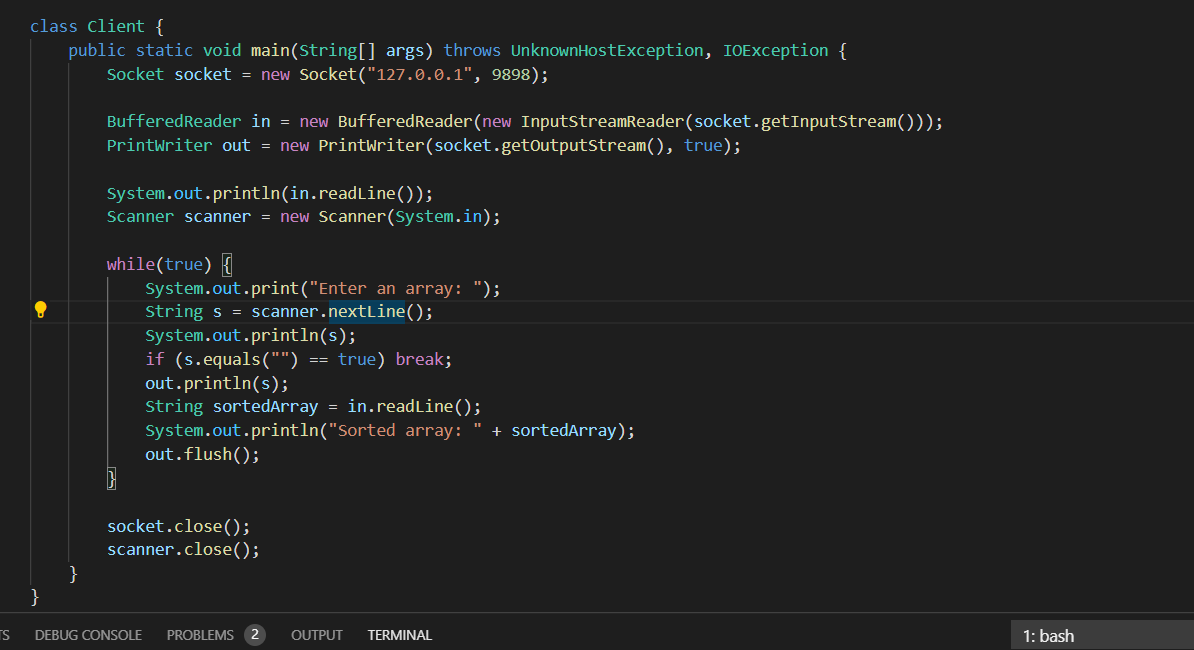 class Client {
    public static void main(String[] args) throws UnknownHostException, IOException {
        Socket socket = new Socket("127.0.0.1", 9898);
        BufferedReader in = new BufferedReader(new InputStreamReader(socket.getInputStream()));
        PrintWriter out = new PrintWriter(socket.getOutputStream(), true);
        System.out.println(in.readLine());
        Scanner scanner = new Scanner(System.in);
        while(true) {
            System.out.print("Enter an array: ");
            String s = scanner.nextLine();
            System.out.println(s);
            if (s.equals("") == true) break;
            out.println(s);
            String sortedArray = in.readLine();
            System.out.println("Sorted array: " + sortedArray);
            out.flush();
        }
        socket.close();
        scanner.close();
    }
}
TS DEBUG CONSOLE PROBLEMS 2 OUTPUT TERMINAL 1: bash